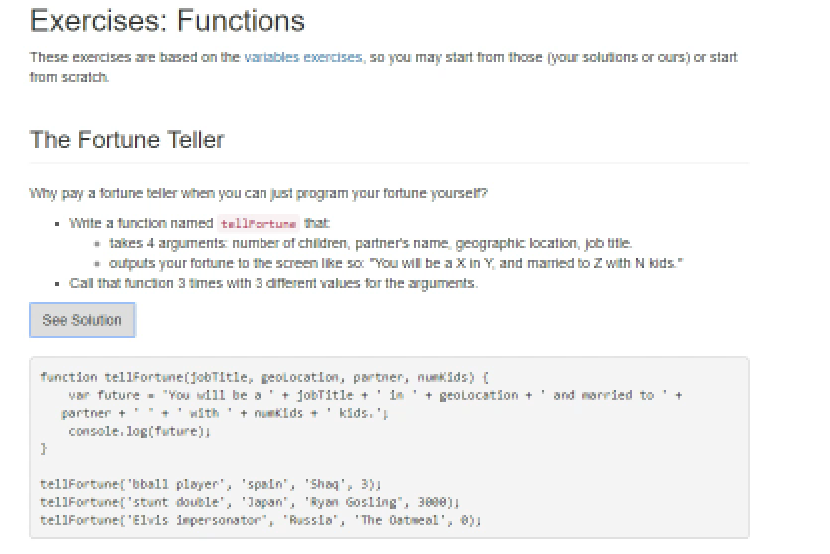 Exercises: Functions
These exercises are based on the variables exercises, so you may start from those (your solutions or ours) or start
from scratch.
The Fortune Teller
Why pay a fortune teller when you can just program your fortune yourself?
Write a function named tellFortune that:
takes 4 arguments: number of children, partner's name, geographic location, job title.
outputs your fortune to the screen like so: "You will be a X in Y, and married to Z with N kids."
Call that function 3 times with 3 different values for the arguments.
See Solution
function tellFortune(jobTitle, geoLocation, partner, numKids) {
var future = 'You will be a ' + jobTitle + ' in ' + geoLocation + ' and married to ' +
partner + ' ' + ' with ' + numKids + ' kids.';
console.log(future);
}
tellFortune('bball player', 'spain', 'Shaq', 3);
tellFortune('stunt double', 'Japan', 'Ryan Gosling', 3000);
tellFortune('Elvis impersonator', 'Russia', 'The Oatmeal', 0);